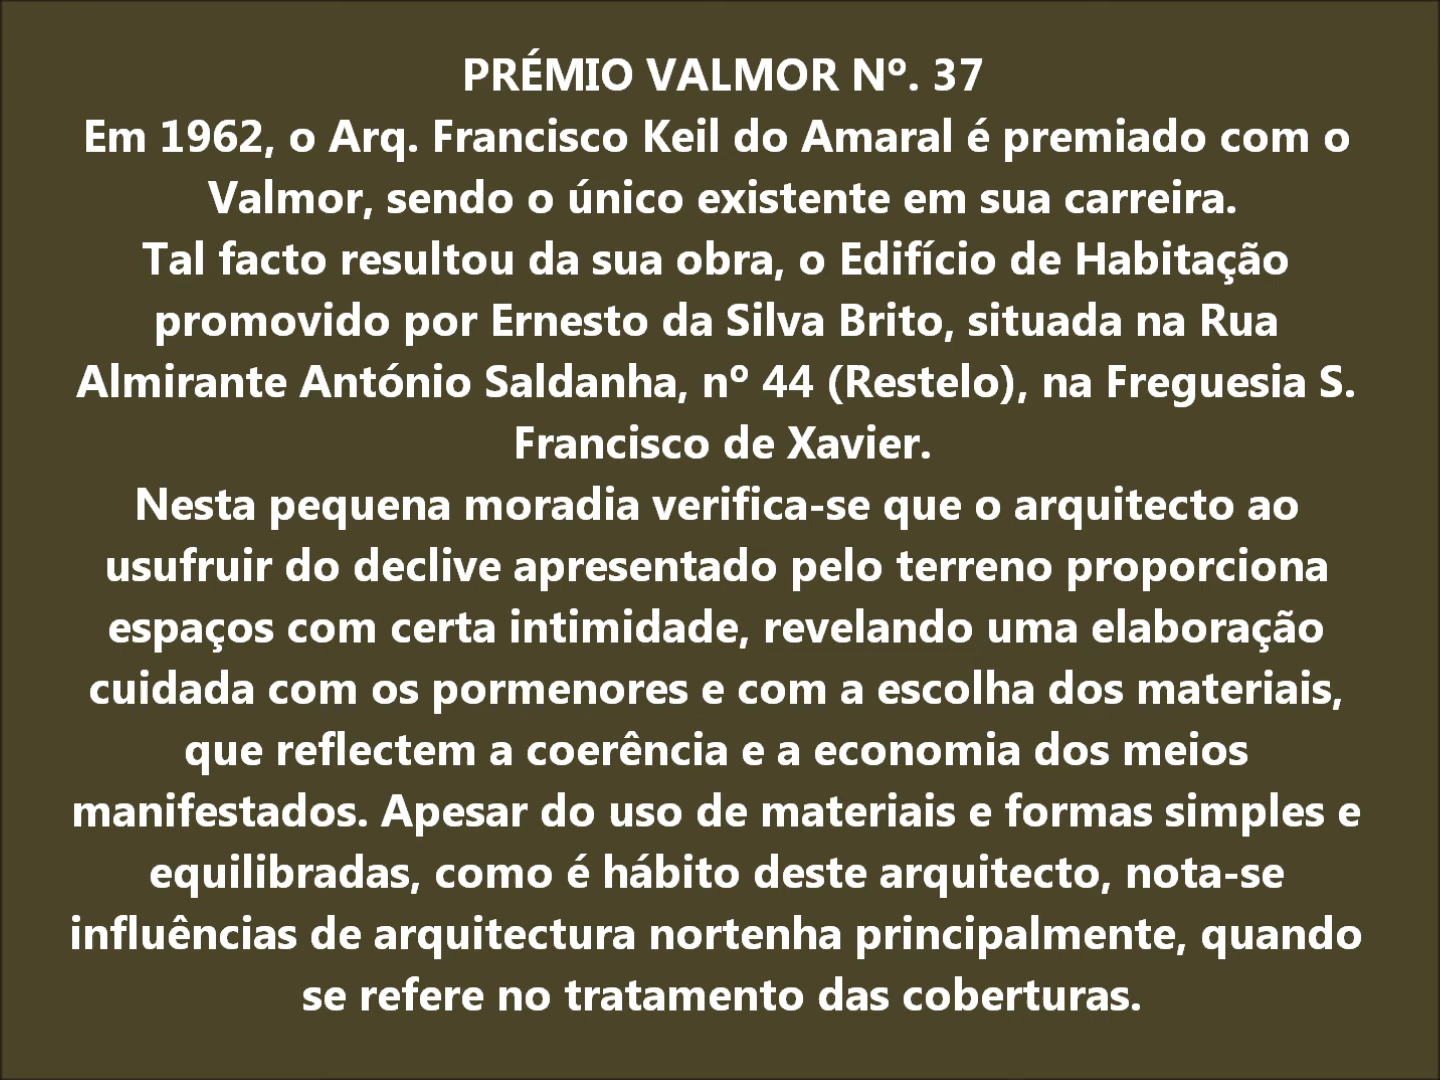 PRÉMIO VALMOR Nº. 37
Em 1962, o Arq. Francisco Keil do Amaral é premiado com o
Valmor, sendo o único existente em sua carreira.
Tal facto resultou da sua obra, o Edifício de Habitação
promovido por Ernesto da Silva Brito, situada na Rua
Almirante António Saldanha, nº 44 (Restelo), na Freguesia S.
Francisco de Xavier.
Nesta pequena moradia verifica-se que o arquitecto ao
usufruir do declive apresentado pelo terreno proporciona
espaços com certa intimidade, revelando uma elaboração
cuidada com os pormenores e com a escolha dos materiais,
que reflectem a coerência e a economia dos meios
manifestados. Apesar do uso de materiais e formas simples e
equilibradas, como é hábito deste arquitecto, nota-se
influências de arquitectura nortenha principalmente, quando
se refere no tratamento das coberturas.